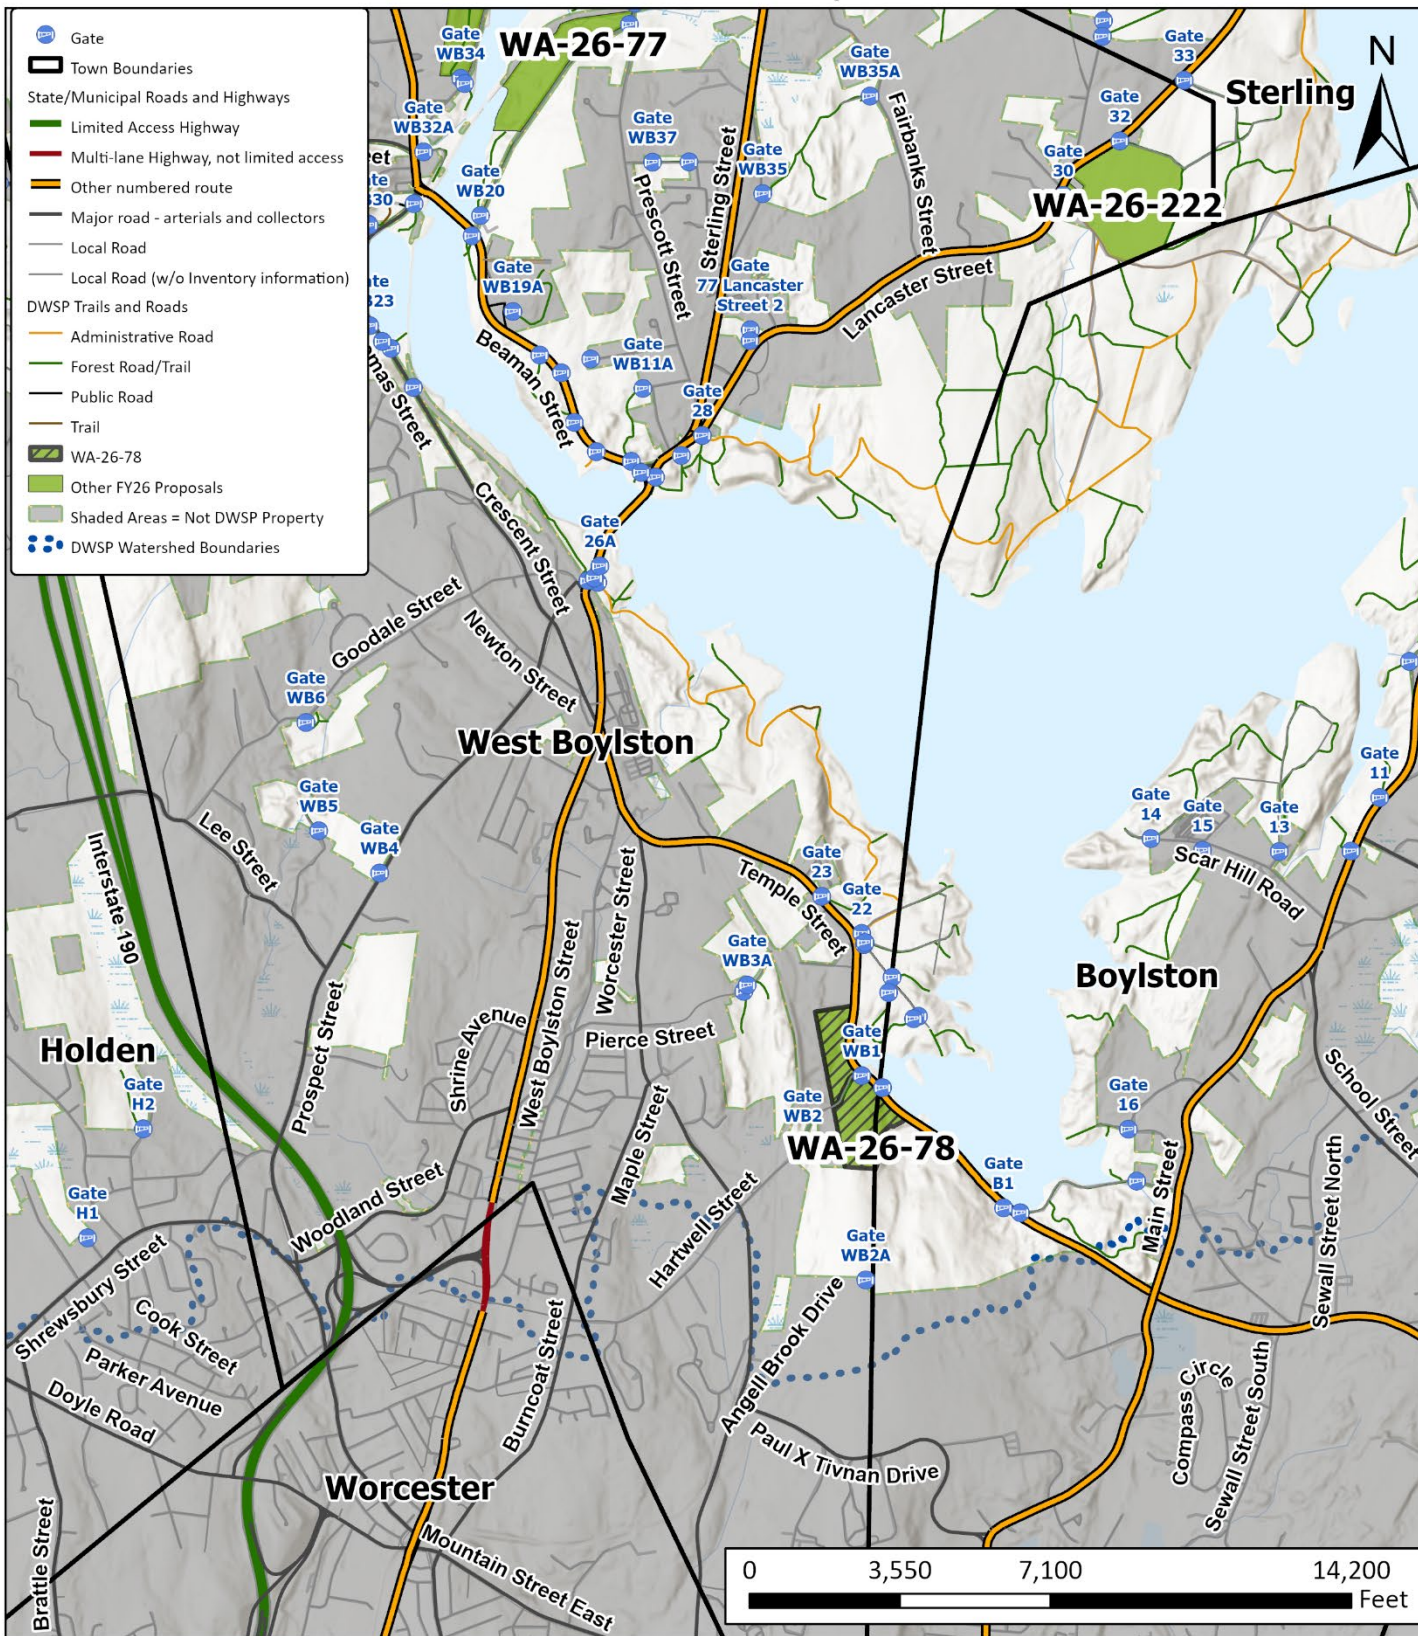 Gate
Town Boundaries
State/Municipal Roads and Highways
Limited Access Highway
Multi-lane Highway, not limited access
Other numbered route
Major road - arterials and collectors
Local Road
Local Road (w/o Inventory information)
DWSP Trails and Roads
Administrative Road
Forest Road/Trail
Public Road
Trail
WA-26-78
Other FY26 Proposals
Shaded Areas = Not DWSP Property
DWSP Watershed Boundaries
Gate
WB34
WA-26-77
Gate
WB35A
Gate
33
N
Sterling
Gate
WB32A
Gate
WB37
Gate
32
Gate
WB35
Gate
30
Gate
WB20
WA-26-222
Fairbanks Street
Sterling Street
Prescott Street
Gate
WB19A
Gate
77 Lancaster
Street 2
Lancaster Street
Beaman Street
Gate
WB11A
Gate
28
Crescent Street
Gate
26A
Goodale Street
Newton Street
Gate
WB6
West Boylston
Gate
WB5
Gate
WB4
Lee Street
Interstate 190
Gate
11
Gate
14
Gate
15
Gate
13
Scar Hill Road
Gate
23
Gate
22
Temple Street
Worcester Street
West Boylston Street
Gate
WB3A
Boylston
Holden
Prospect Street
Shrine Avenue
Pierce Street
Gate
WB1
School Street
Gate
H2
Gate
WB2
Gate
16
WA-26-78
Maple Street
Gate
B1
Main Street
Sewall Street North
Gate
H1
Woodland Street
Hartwell Street
Gate
WB2A
Shrewsbury Street
Cook Street
Parker Avenue
Doyle Road
Burncoat Street
Angell Brook Drive
Paul X Tivnan Drive
Compass Circle
Sewall Street South
Worcester
Brattle Street
Mountain Street East
0 3,550 7,100 14,200
Feet